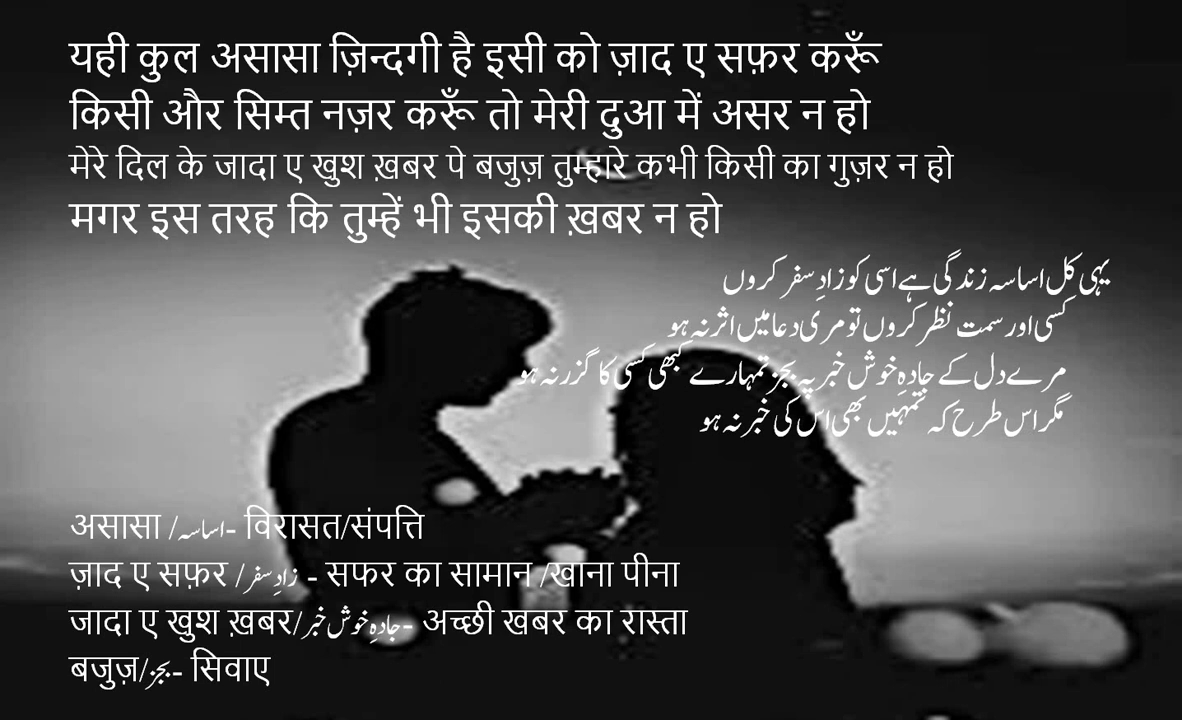 यही कुल असासा ज़िन्दगी है इसी को ज़ाद ए सफ़र करूँ
किसी और सिम्त नज़र करूँ तो मेरी दुआ में असर न हो
मेरे दिल के जादा ए खुश ख़बर पे बजुज़ तुम्हारे कभी किसी का गुज़र न हो
मगर इस तरह कि तुम्हें भी इसकी ख़बर न हो
یہی کل اساسہ زندگی ہے اسی کو زادِ سفر کروں
کسی اور سمت نظر کروں تو مری دعا میں اثر نہ ہو
مرے دل کے جادہِ خوش خبر پہ بجز تمہارے کبھی کسی کا گزر نہ ہو
مگر اس طرح کہ تمہیں بھی اس کی خبر نہ ہو
असासा /اساسہ- विरासत/संपत्ति
ज़ाद ए सफ़र /زادِ سفر - सफर का सामान /खाना पीना
जादा ए खुश ख़बर/جادہِ خوش خبر- अच्छी खबर का रास्ता
बजुज़/بجز- सिवाए